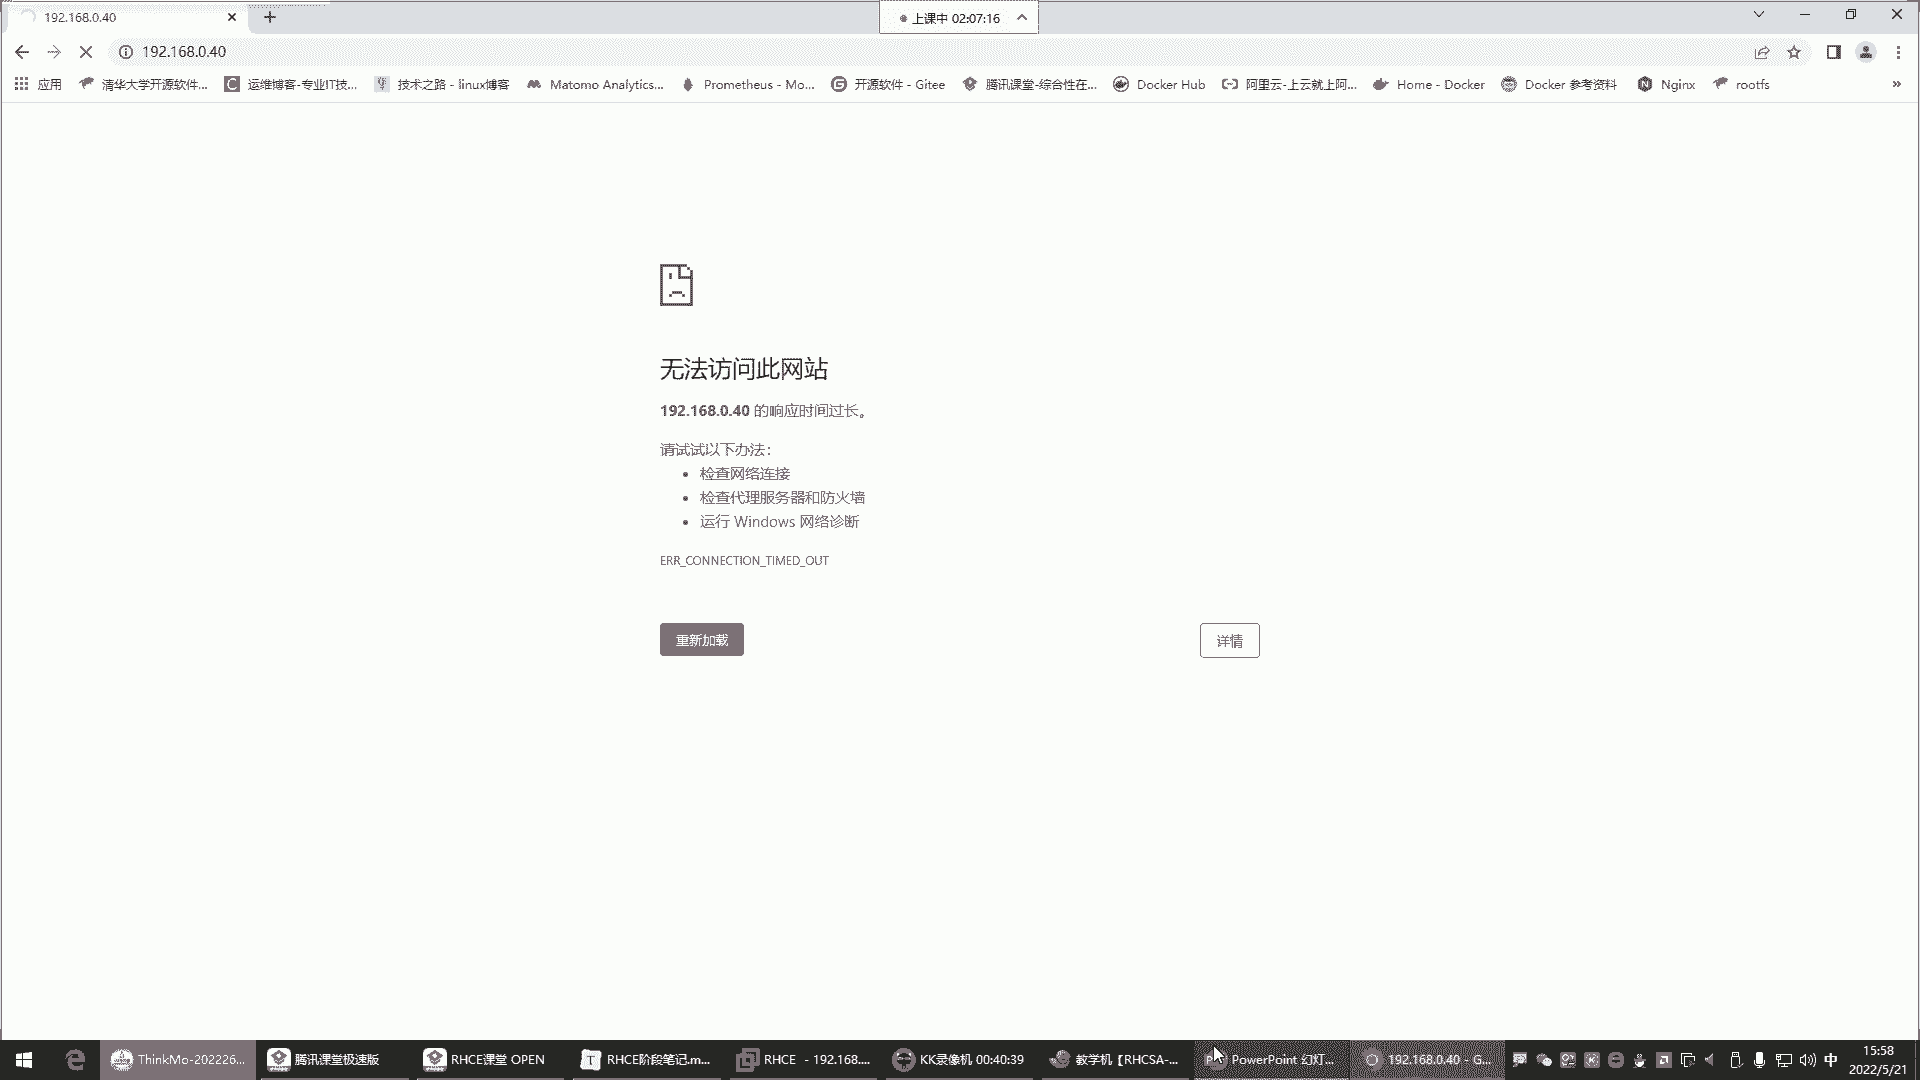 192.168.0.40
上课中 02:07:16
192.168.0.40
应用 清华大学开源软件... 运维博客-专业IT技... 技术之路 - linux博客 Matomo Analytics... Prometheus - Mo... 开源软件 - Gitee 腾讯课堂-综合性在... Docker Hub 阿里云-上云就上阿... Home - Docker Docker 参考资料 Nginx rootfs »
无法访问此网站
192.168.0.40 的响应时间过长。
请试试以下办法：
检查网络连接
检查代理服务器和防火墙
运行 Windows 网络诊断
ERR_CONNECTION_TIMED_OUT
重新加载 详情
ThinkMo-202226... 腾讯课堂极速版 RHCE课堂 OPEN RHCE阶段笔记.m... RHCE - 192.168.... KK录像机 00:40:39 教学机【RHCSA-... PowerPoint 幻灯... 192.168.0.40 - G... 中 15:58
2022/5/21